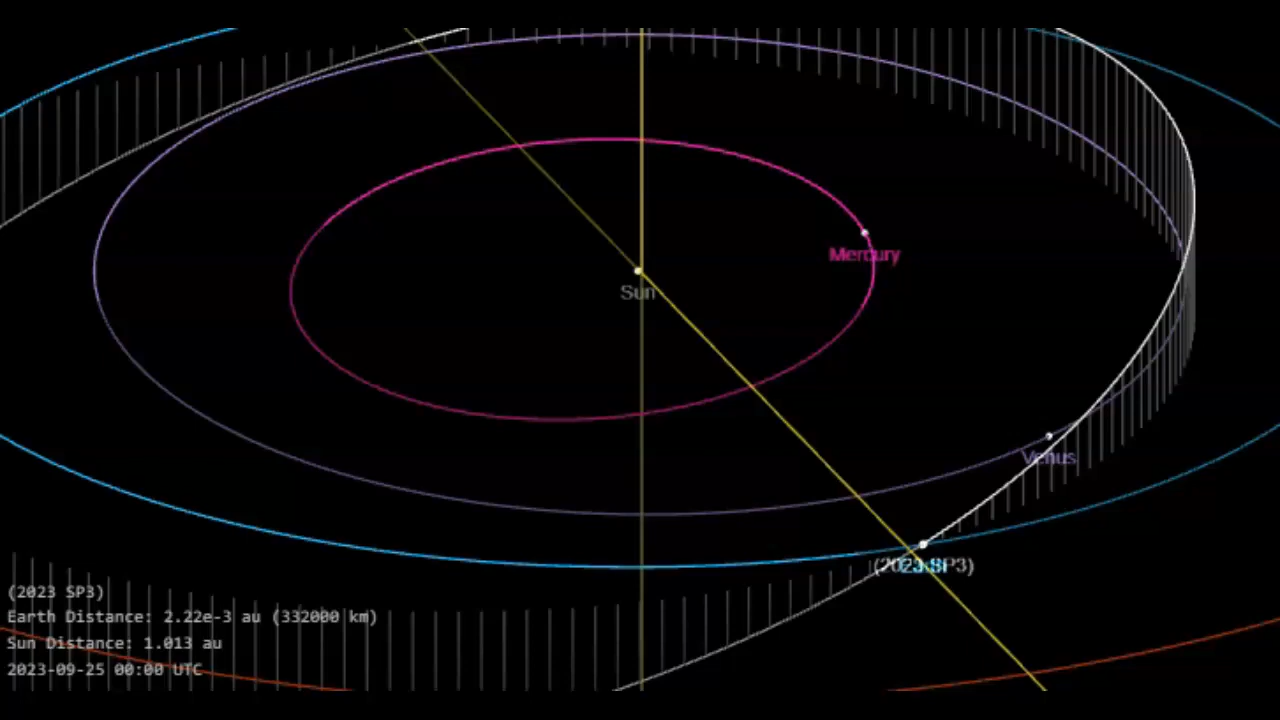 Mercury
Sun
Venus
(2023 SP3)
(2023 SP3)
Earth Distance: 2.22e-3 au (332000 km)
Sun Distance: 1.013 au
2023-09-25 00:00 UTC